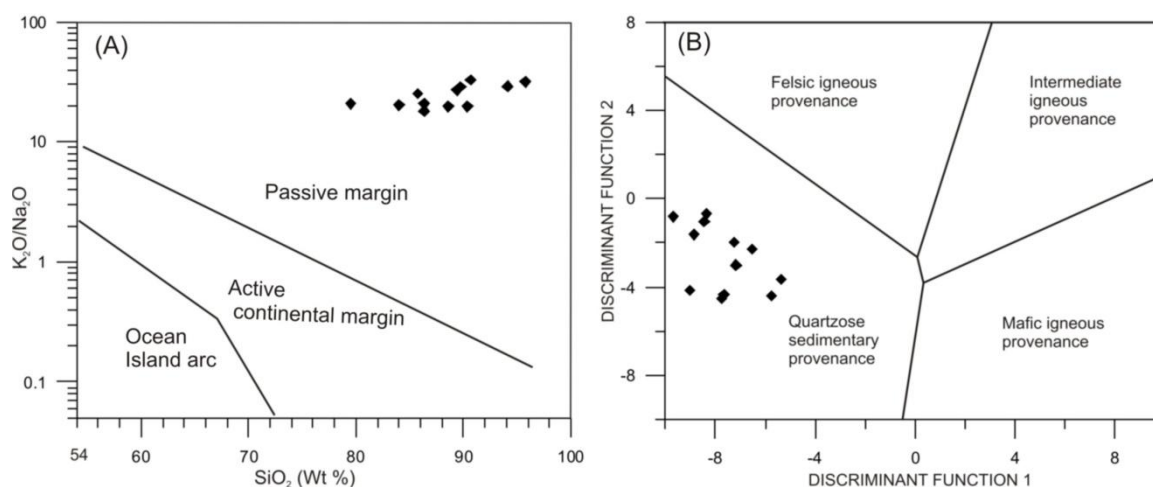 (A)
100
10
1
0.1
K₂O/Na₂O
Passive margin
Active
continental margin
Ocean
Island arc
54
60
70
80
90
100
SiO₂ (Wt %)
(B)
8
4
0
-4
-8
DISCRIMINANT FUNCTION 2
Felsic igneous
provenance
Intermediate
igneous
provenance
Quartzose
sedimentary
provenance
Mafic igneous
provenance
-8
-4
0
4
8
DISCRIMINANT FUNCTION 1